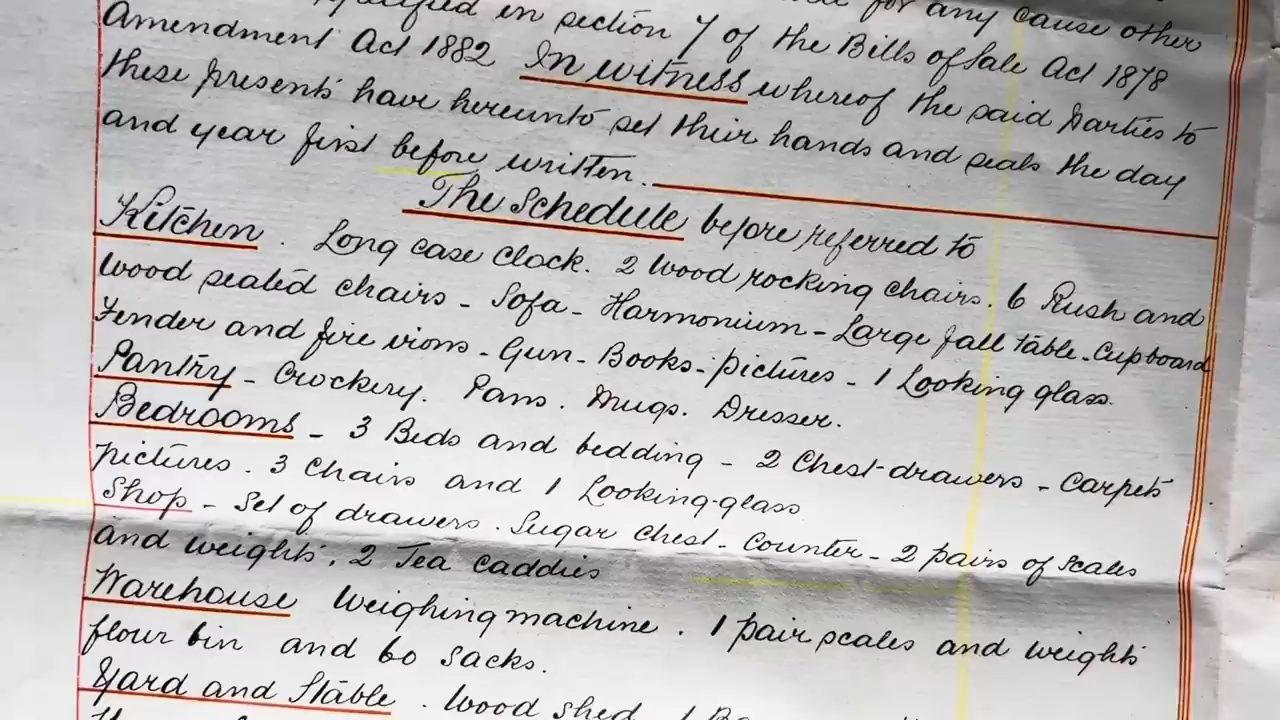 specified in section 7 of the Bills of Sale Act 1878 for any cause other
Amendment Act 1882 In witness whereof the said Parties to
these presents have hereunto set their hands and seals the day
and year first before written.
The Schedule before referred to
Kitchen. Long case Clock. 2 Wood rocking chairs. 6 Rush and
wood seated chairs - Sofa - Harmonium - Large fall table - Cupboard
Fender and fire irons - Gun - Books - pictures - 1 Looking glass.
Pantry - Crockery. Pans. Mugs. Dresser.
Bedrooms - 3 Beds and bedding - 2 Chest-drawers - Carpets
pictures. 3 Chairs and 1 Looking-glass
Shop - Set of drawers. Sugar Chest - Counter - 2 pairs of scales
and weights. 2 Tea Caddies
Warehouse Weighing machine. 1 pair scales and weights
flour bin and 60 sacks.
Yard and Stable. Wood shed. 1